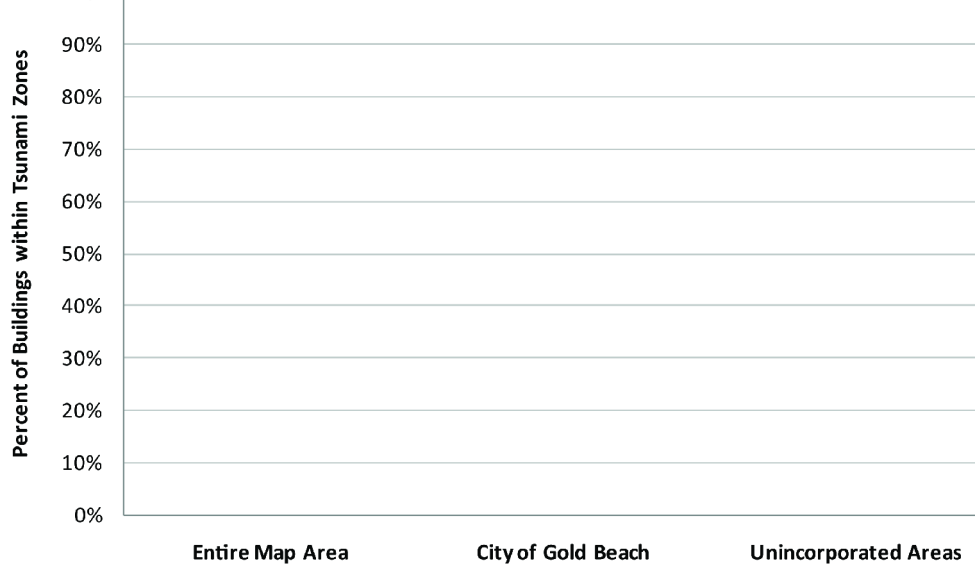 Percent of Buildings within Tsunami Zones
90%
80%
70%
60%
50%
40%
30%
20%
10%
0%
Entire Map Area
City of Gold Beach
Unincorporated Areas